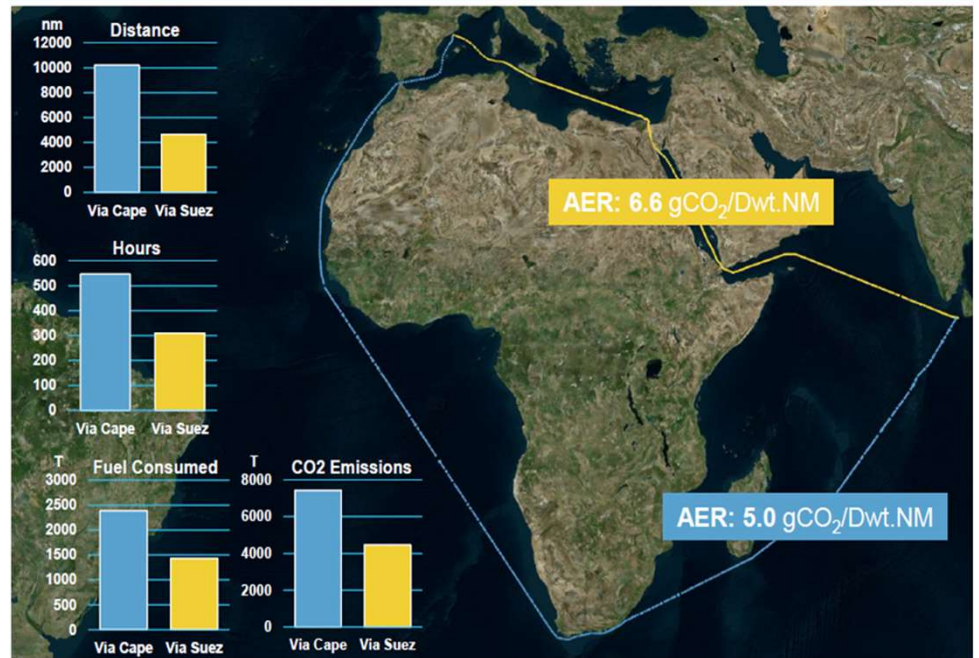 nm
Distance
12000
10000
8000
6000
4000
2000
0
Via Cape Via Suez
Hours
600
500
400
300
200
100
0
Via Cape Via Suez
T Fuel Consumed
3000
2500
2000
1500
1000
500
0
Via Cape Via Suez
T CO2 Emissions
8000
6000
4000
2000
0
Via Cape Via Suez
AER: 6.6 gCO₂/Dwt.NM
AER: 5.0 gCO₂/Dwt.NM